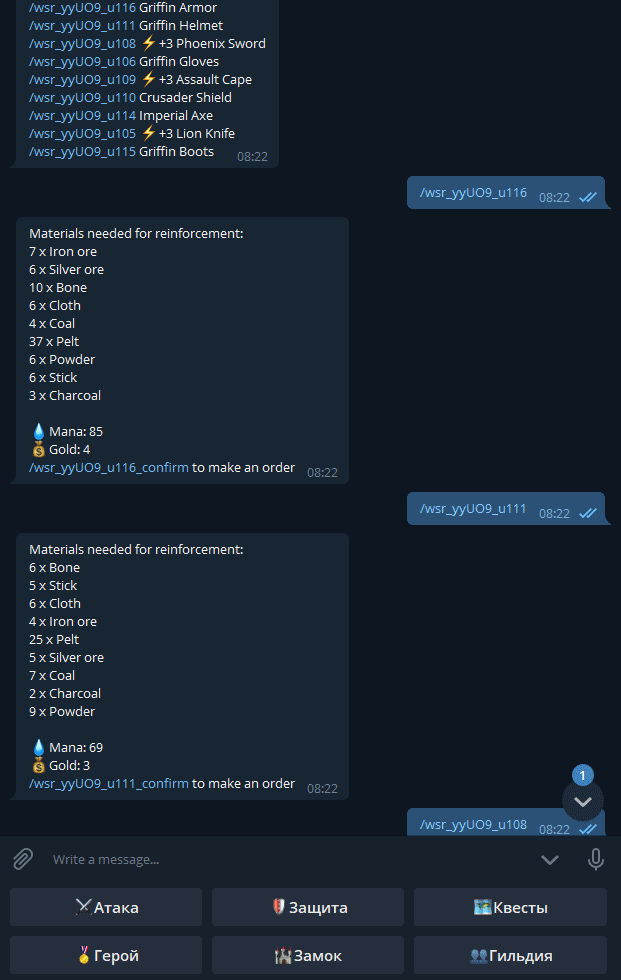 /wsr_yyUO9_u116 Griffin Armor
/wsr_yyUO9_u111 Griffin Helmet
/wsr_yyUO9_u108 ⚡+3 Phoenix Sword
/wsr_yyUO9_u106 Griffin Gloves
/wsr_yyUO9_u109 ⚡+3 Assault Cape
/wsr_yyUO9_u110 Crusader Shield
/wsr_yyUO9_u114 Imperial Axe
/wsr_yyUO9_u105 ⚡+3 Lion Knife
/wsr_yyUO9_u115 Griffin Boots 08:22
/wsr_yyUO9_u116 08:22
Materials needed for reinforcement:
7 x Iron ore
6 x Silver ore
10 x Bone
6 x Cloth
4 x Coal
37 x Pelt
6 x Powder
6 x Stick
3 x Charcoal
💧Mana: 85
💰Gold: 4
/wsr_yyUO9_u116_confirm to make an order 08:22
/wsr_yyUO9_u111 08:22
Materials needed for reinforcement:
6 x Bone
5 x Stick
6 x Cloth
4 x Iron ore
25 x Pelt
5 x Silver ore
7 x Coal
2 x Charcoal
9 x Powder
💧Mana: 69
💰Gold: 3
/wsr_yyUO9_u111_confirm to make an order 08:22
1
/wsr_yyUO9_u108 08:22
Write a message...
⚔Атака 🛡Защита 🗺Квесты
🏅Герой 🏰Замок 👥Гильдия